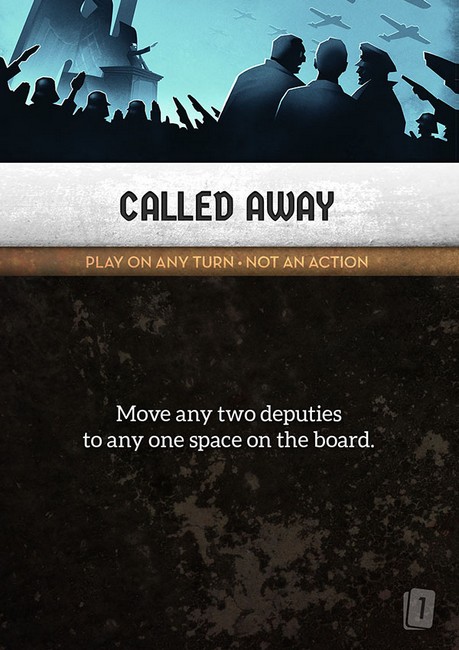 CALLED AWAY
PLAY ON ANY TURN • NOT AN ACTION
Move any two deputies
to any one space on the board.
1